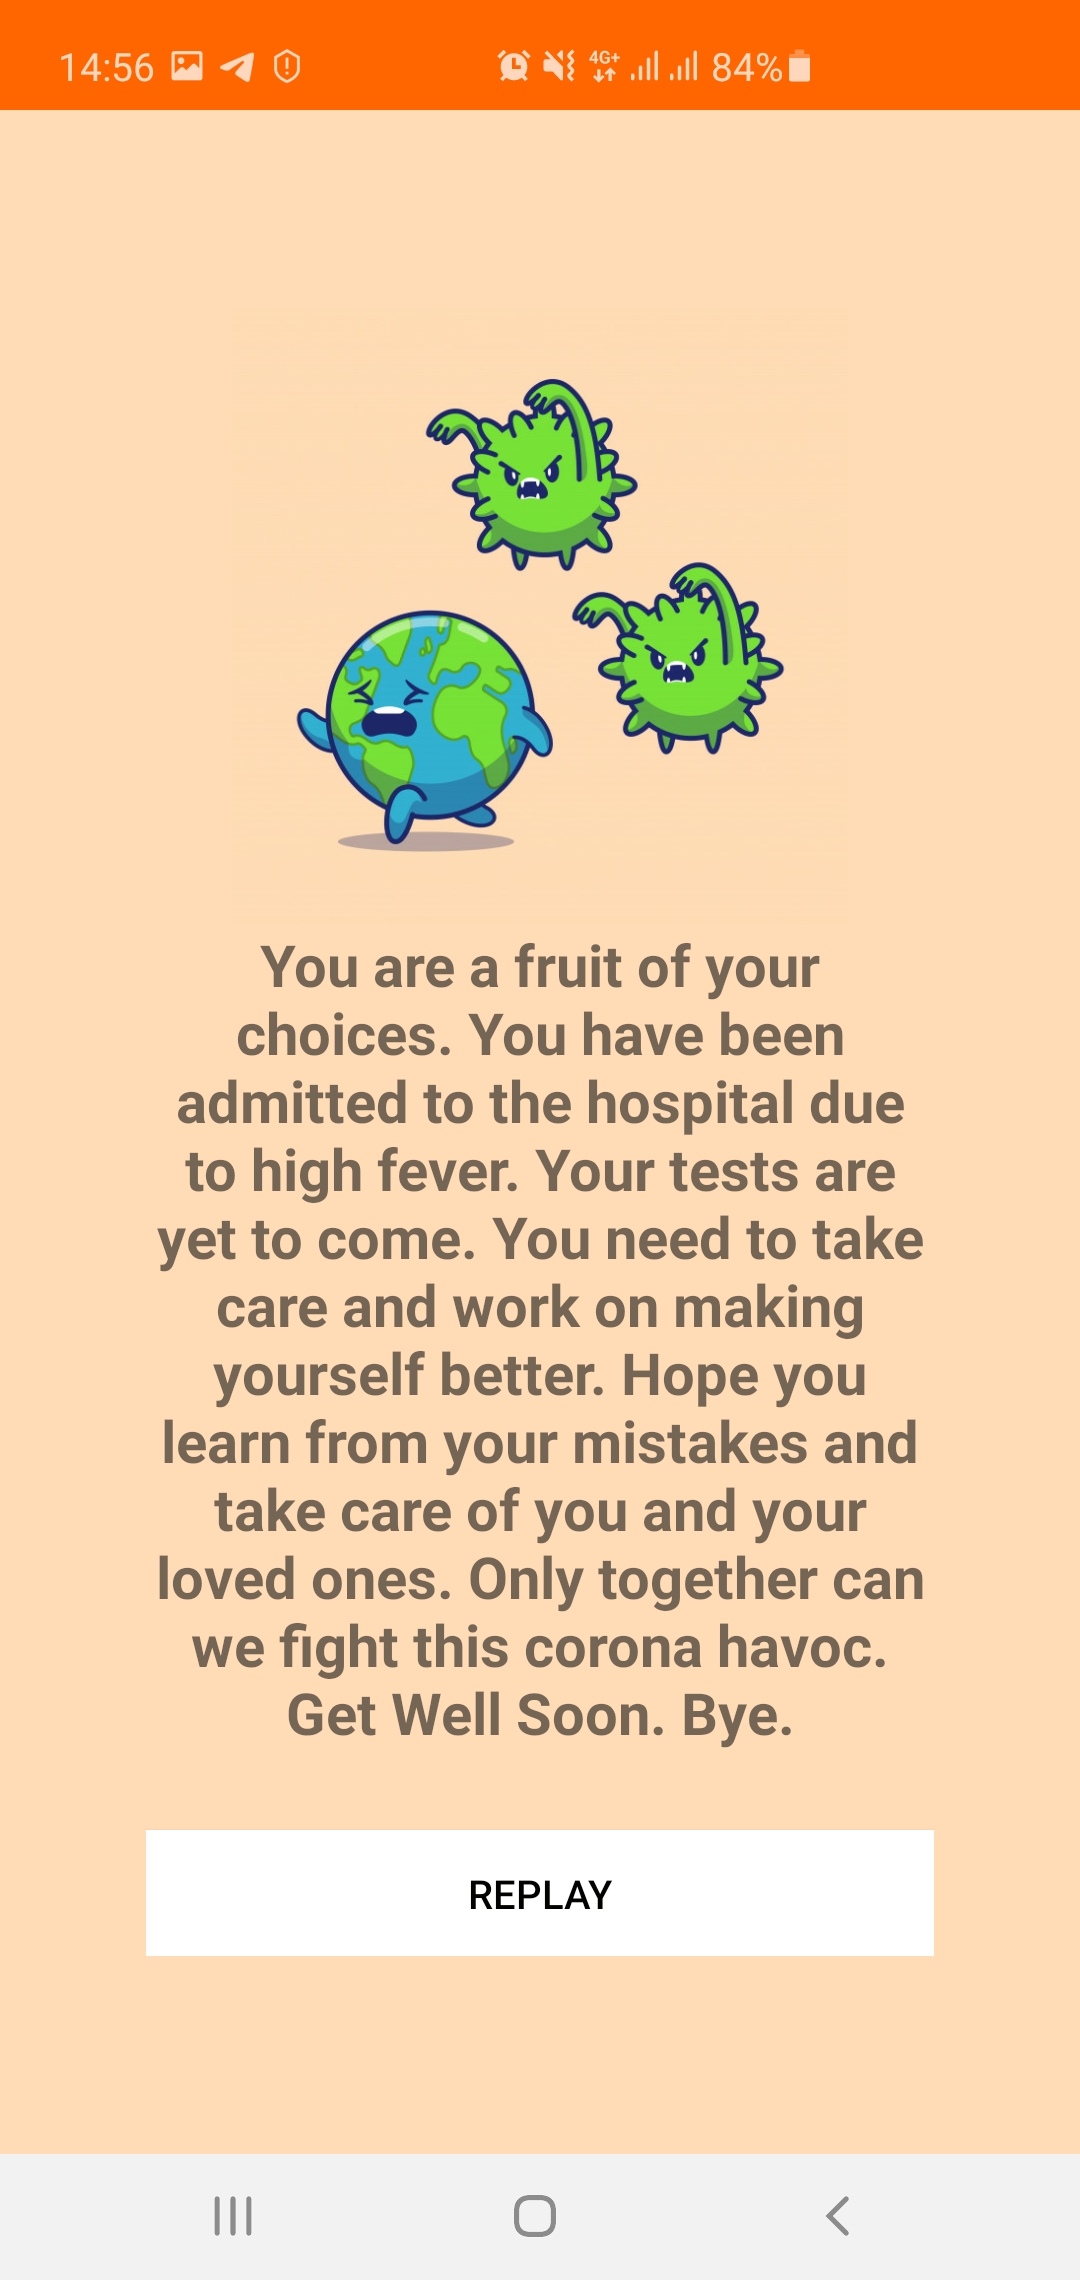 14:56 4G+ 84%
You are a fruit of your
choices. You have been
admitted to the hospital due
to high fever. Your tests are
yet to come. You need to take
care and work on making
yourself better. Hope you
learn from your mistakes and
take care of you and your
loved ones. Only together can
we fight this corona havoc.
Get Well Soon. Bye.
REPLAY